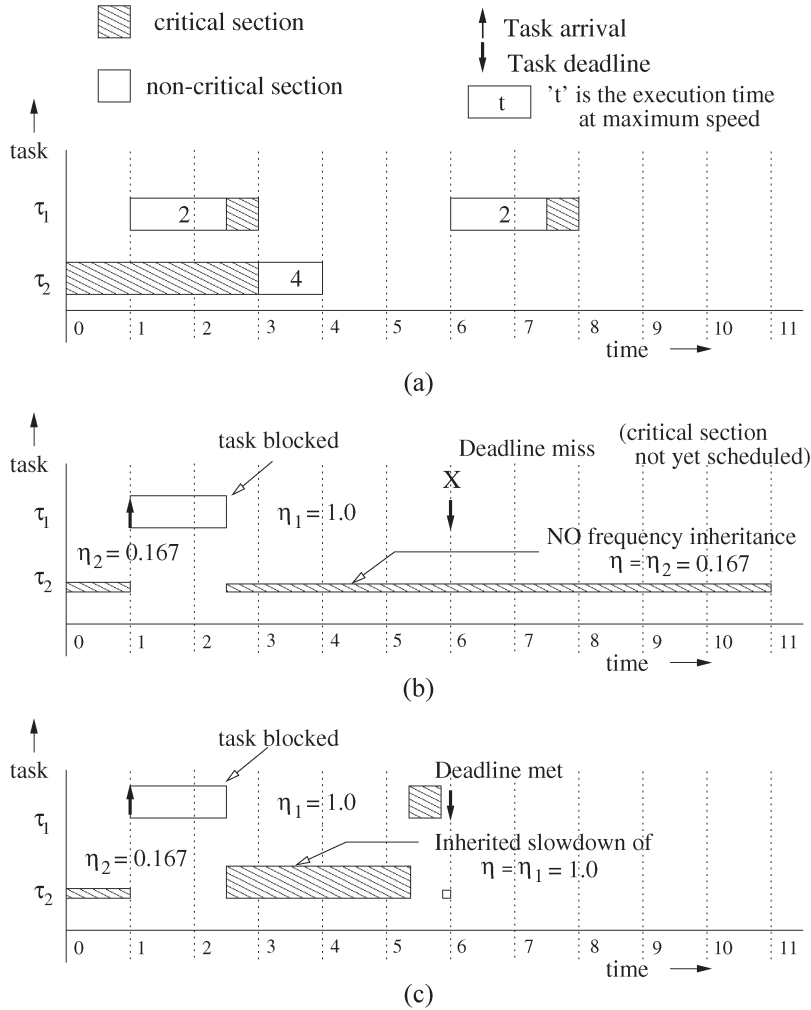 critical section
non-critical section
Task arrival
Task deadline
t
't' is the execution time
at maximum speed
task
τ1
2
2
τ2
4
0 1 2 3 4 5 6 7 8 9 10 11
time
(a)
task blocked
Deadline miss
(critical section
not yet scheduled)
task
X
τ1
η1 = 1.0
η2 = 0.167
NO frequency inheritance
η = η2 = 0.167
τ2
0 1 2 3 4 5 6 7 8 9 10 11
time
(b)
task blocked
task
Deadline met
τ1
η1 = 1.0
Inherited slowdown of
η = η1 = 1.0
η2 = 0.167
τ2
0 1 2 3 4 5 6 7 8 9 10 11
time
(c)